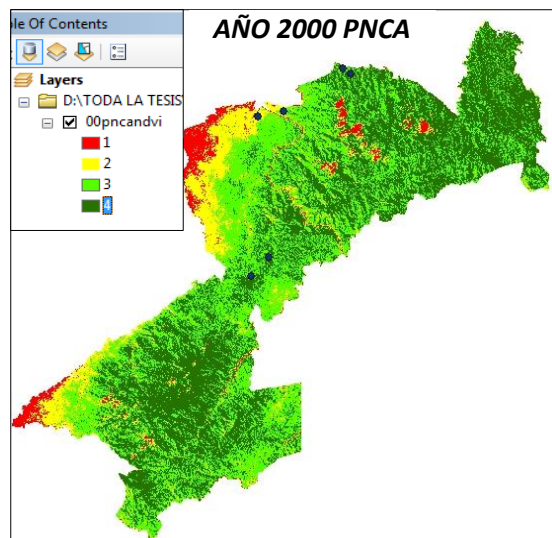 le Of Contents
AÑO 2000 PNCA
Layers
D:\TODA LA TESIS
00pncandvi
1
2
3
4